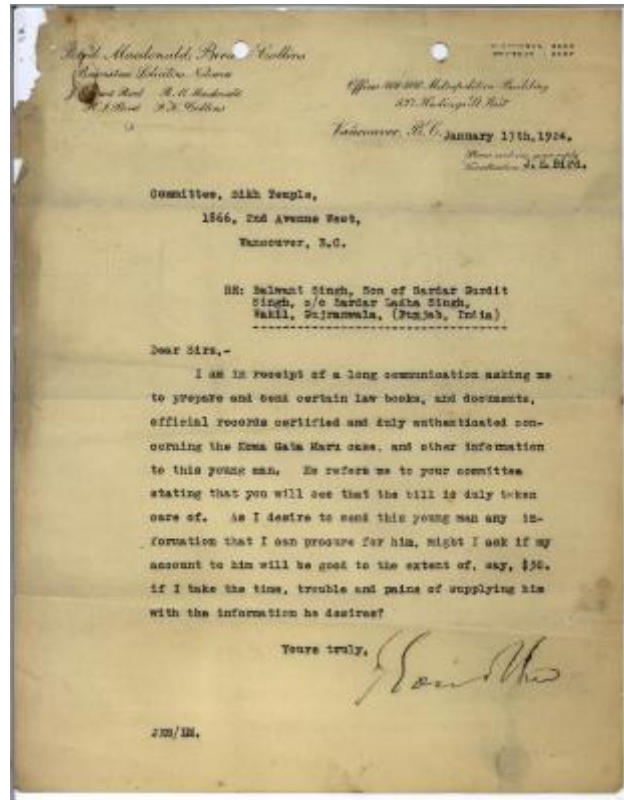 Macdonald, Bird & Collins
Barristers Solicitors Notaries
Bird R. M. Macdonald
Collins
Offices Metropolitan Building
837 Hastings St. West
Vancouver, B.C. January 17th, 1924.
J. E. Bird.
Committee, Sikh Temple,
1866, 2nd Avenue West,
Vancouver, B.C.
RE: Balwant Singh, Son of Sardar Gurdit
Singh, c/o Sardar Ladha Singh,
Wakil, Gujranwala, (Punjab, India)
Dear Sirs,-
I am in receipt of a long communication asking me
to prepare and send certain law books, and documents,
official records certified and duly authenticated con-
cerning the Koma Gata Maru case, and other information
to this young man. He refers me to your committee
stating that you will see that the bill is duly taken
care of. As I desire to send this young man any in-
formation that I can procure for him, might I ask if my
account to him will be good to the extent of, say, $50.
if I take the time, trouble and pains of supplying him
with the information he desires?
Yours truly,
JEB/IM.